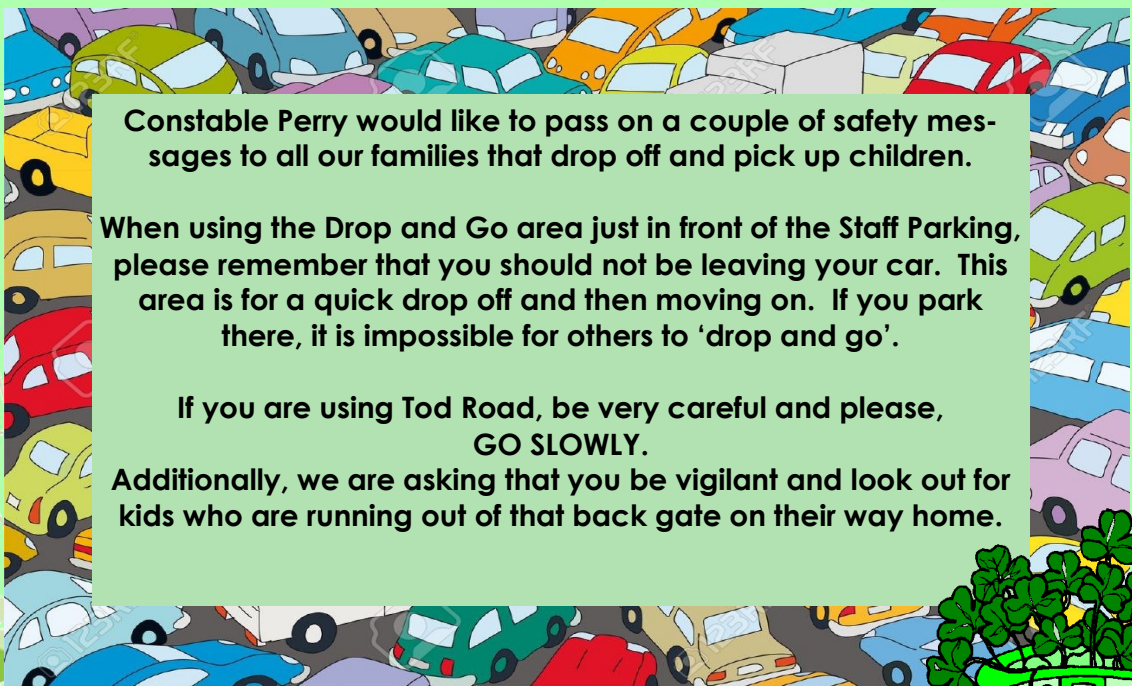 Constable Perry would like to pass on a couple of safety mes-
sages to all our families that drop off and pick up children.
When using the Drop and Go area just in front of the Staff Parking,
please remember that you should not be leaving your car.  This
area is for a quick drop off and then moving on.  If you park
there, it is impossible for others to ‘drop and go’.
If you are using Tod Road, be very careful and please,
GO SLOWLY.
Additionally, we are asking that you be vigilant and look out for
kids who are running out of that back gate on their way home.